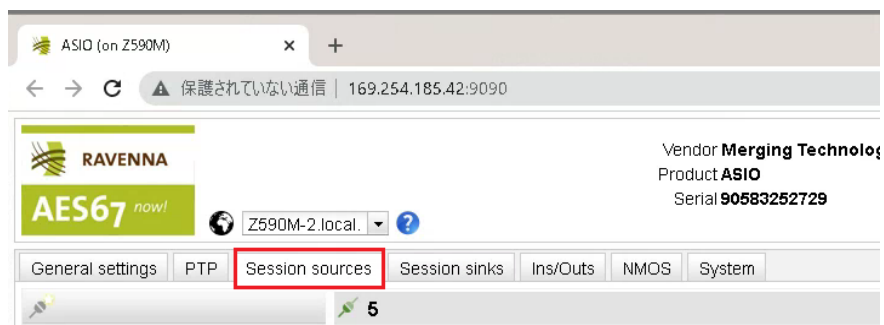 ASIO (on Z590M)
保護されていない通信 | 169.254.185.42:9090
RAVENNA
AES67 now!
Vendor Merging Technolog
Product ASIO
Serial 90583252729
Z590M-2.local.
General settings PTP Session sources Session sinks Ins/Outs NMOS System
5